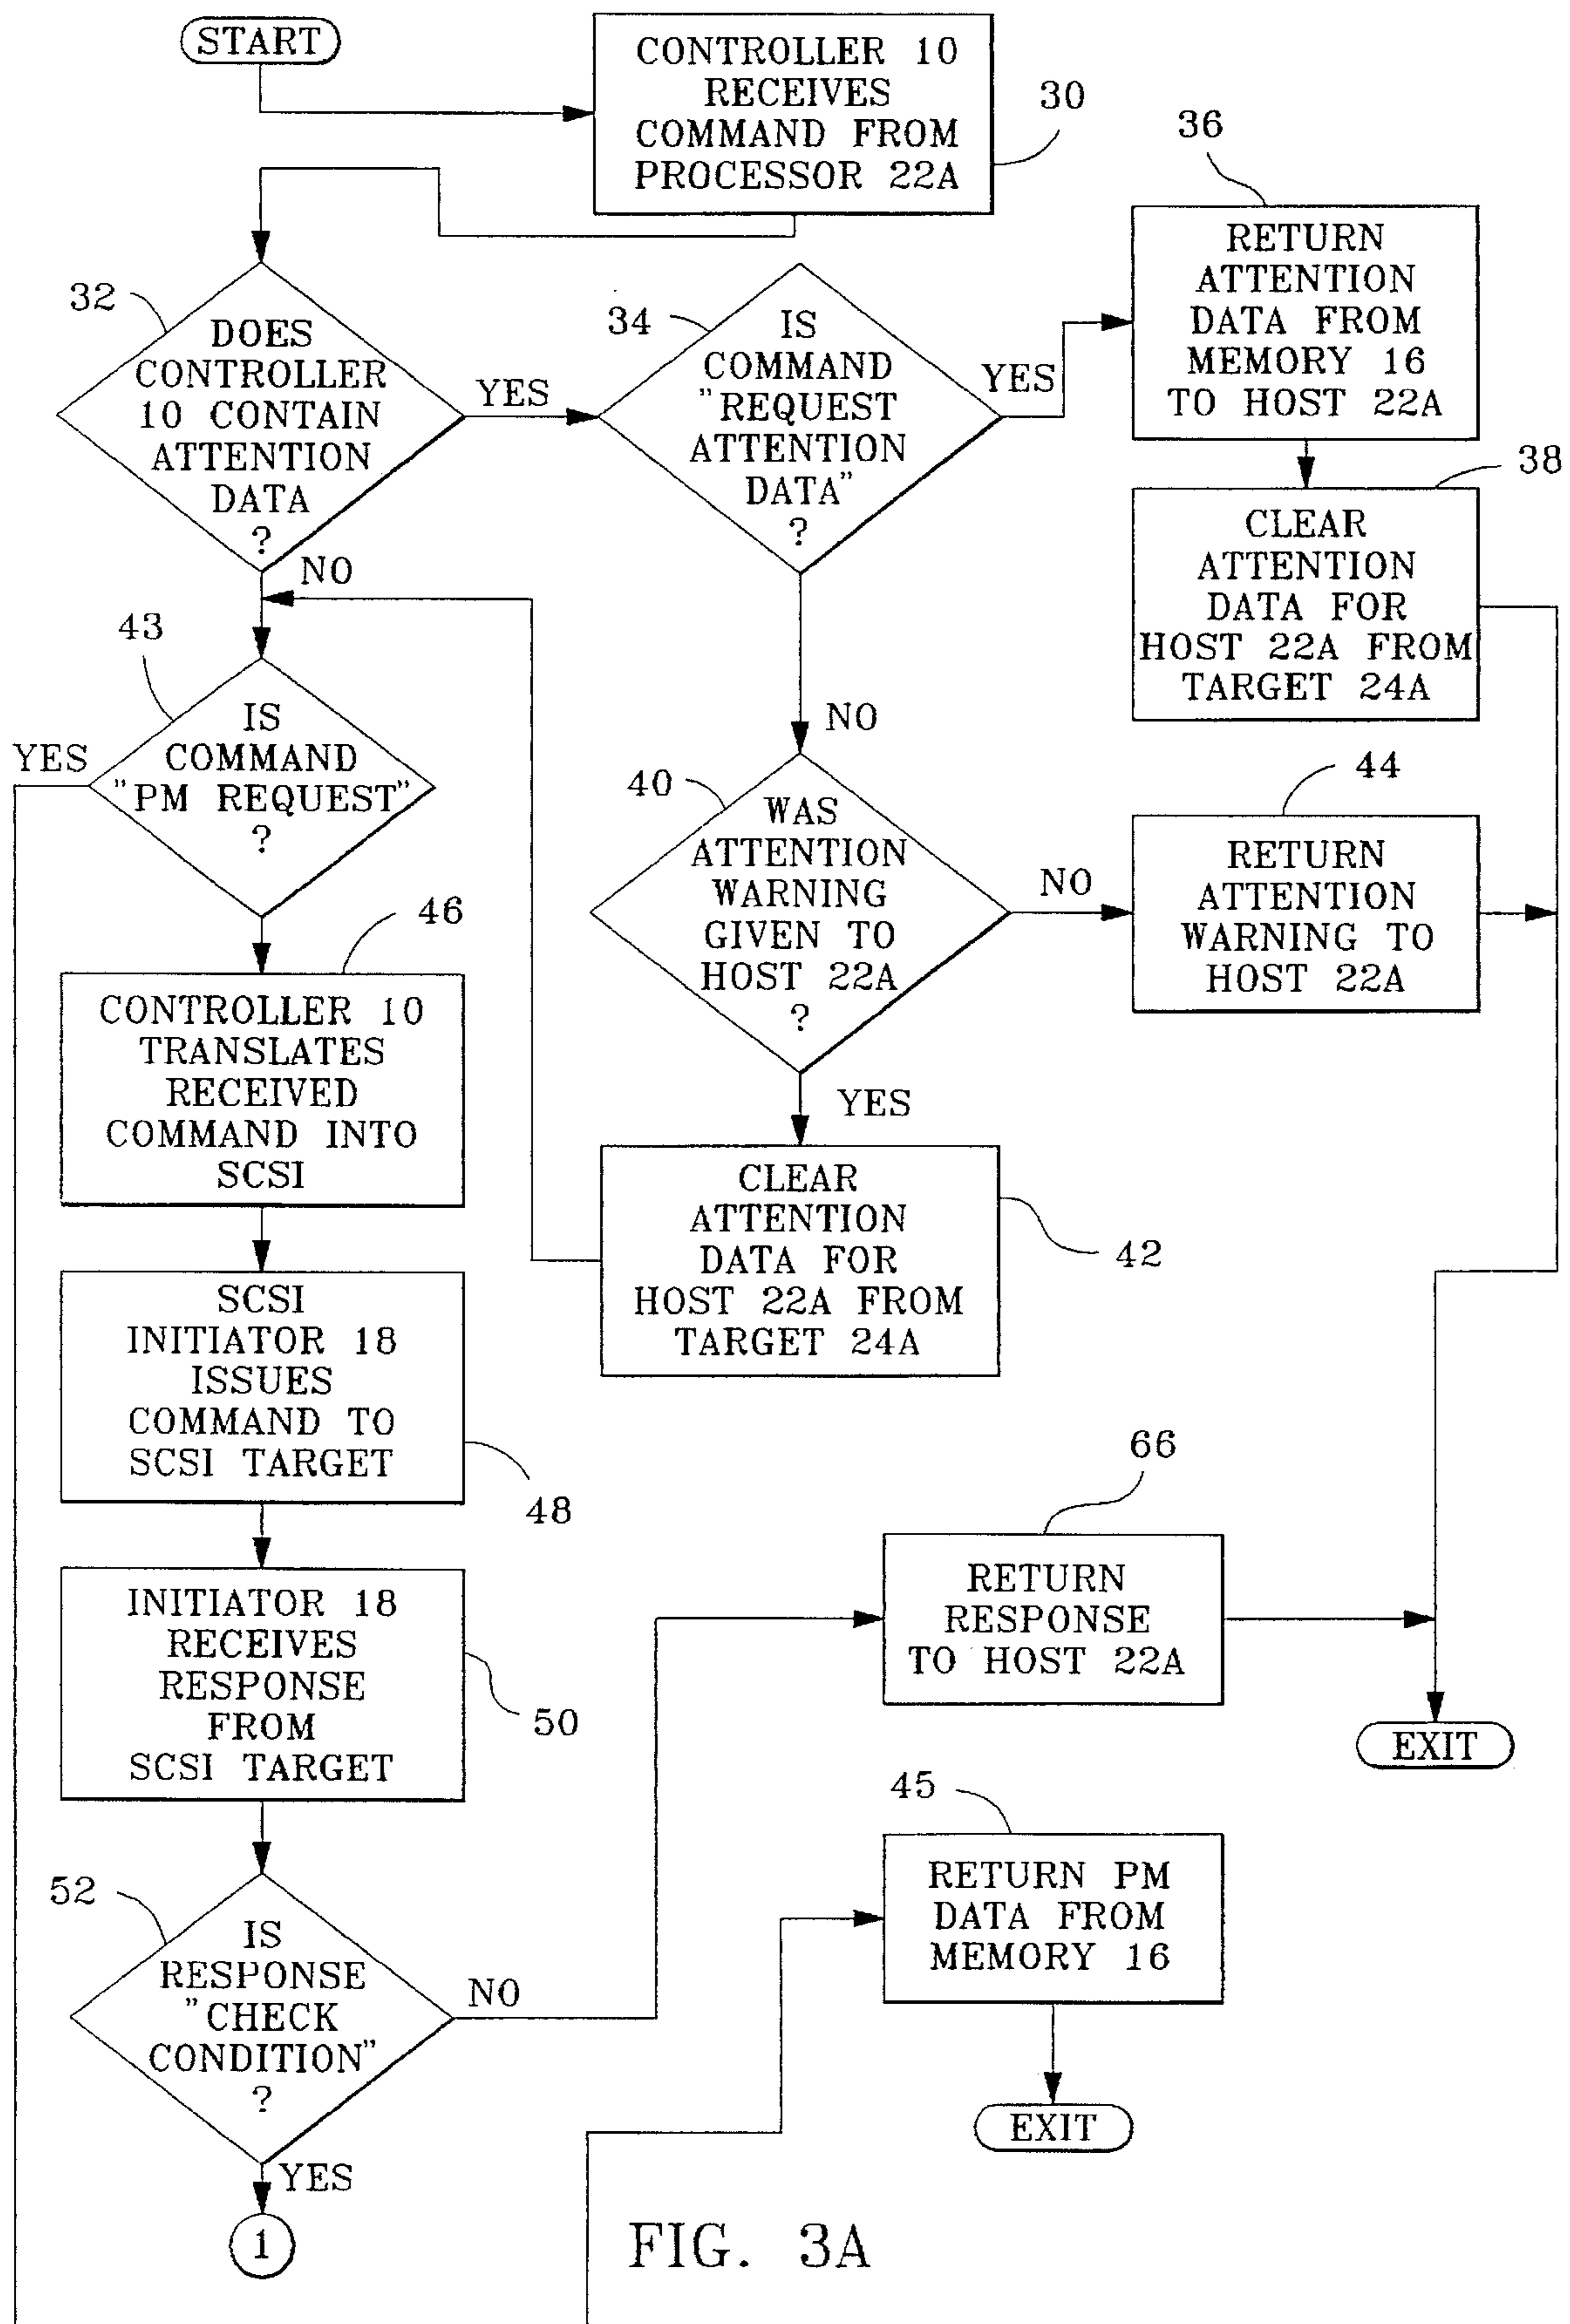 START
CONTROLLER 10
RECEIVES
COMMAND FROM
PROCESSOR 22A
30
32
DOES
CONTROLLER
10 CONTAIN
ATTENTION
DATA
?
YES
NO
34
IS
COMMAND
"REQUEST
ATTENTION
DATA"
?
YES
NO
36
RETURN
ATTENTION
DATA FROM
MEMORY 16
TO HOST 22A
38
CLEAR
ATTENTION
DATA FOR
HOST 22A FROM
TARGET 24A
43
IS
COMMAND
"PM REQUEST"
?
YES
40
WAS
ATTENTION
WARNING
GIVEN TO
HOST 22A
?
NO
YES
44
RETURN
ATTENTION
WARNING TO
HOST 22A
46
CONTROLLER 10
TRANSLATES
RECEIVED
COMMAND INTO
SCSI
CLEAR
ATTENTION
DATA FOR
HOST 22A FROM
TARGET 24A
42
SCSI
INITIATOR 18
ISSUES
COMMAND TO
SCSI TARGET
48
66
RETURN
RESPONSE
TO HOST 22A
INITIATOR 18
RECEIVES
RESPONSE
FROM
SCSI TARGET
50
EXIT
45
RETURN PM
DATA FROM
MEMORY 16
52
IS
RESPONSE
"CHECK
CONDITION"
?
NO
YES
EXIT
1
FIG. 3A